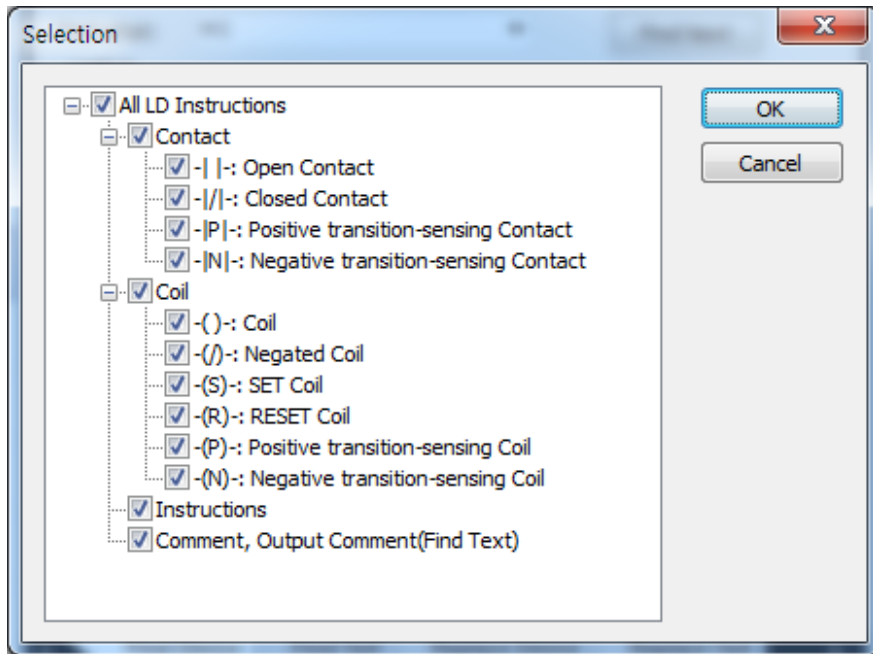 Selection
All LD Instructions
Contact
-| |-: Open Contact
-|/|-: Closed Contact
-|P|-: Positive transition-sensing Contact
-|N|-: Negative transition-sensing Contact
Coil
-( )-: Coil
-(/)-: Negated Coil
-(S)-: SET Coil
-(R)-: RESET Coil
-(P)-: Positive transition-sensing Coil
-(N)-: Negative transition-sensing Coil
Instructions
Comment, Output Comment(Find Text)
OK
Cancel